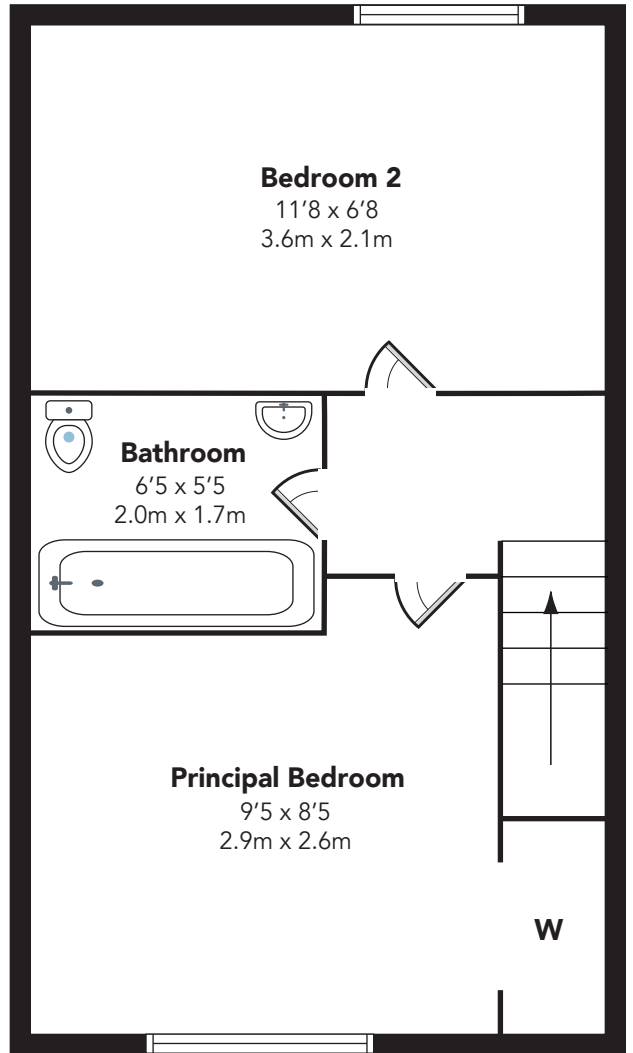 Bedroom 2
11’8 x 6’8
3.6m x 2.1m
Bathroom
6’5 x 5’5
2.0m x 1.7m
Principal Bedroom
9’5 x 8’5
2.9m x 2.6m
W